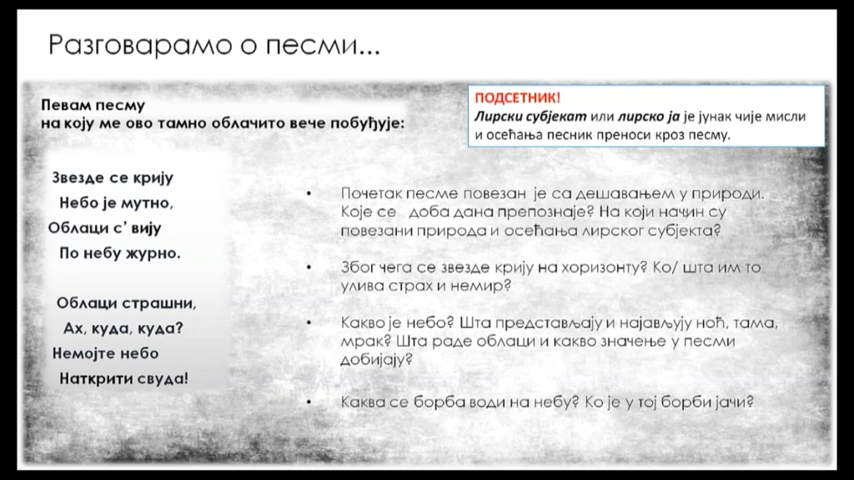 Разговарамо о песми...
Певам песму
на коју ме ово тамно облачито вече побуђује:
ПОДСЕТНИК!
Лирски субјекат или лирско ја је јунак чије мисли
и осећања песник преноси кроз песму.
Звезде се крију
Небо је мутно,
Облаци с' вију
По небу журно.
Облаци страшни,
Ах, куда, куда?
Немојте небо
Наткрити свуда!
• Почетак песме повезан је са дешавањем у природи.
Које се доба дана препознаје? На који начин су
повезани природа и осећања лирског субјекта?
• Због чега се звезде крију на хоризонту? Ко/ шта им то
улива страх и немир?
• Какво је небо? Шта представљају и најављују ноћ, тама,
мрак? Шта раде облаци и какво значење у песми
добијају?
• Каква се борба води на небу? Ко је у тој борби јачи?